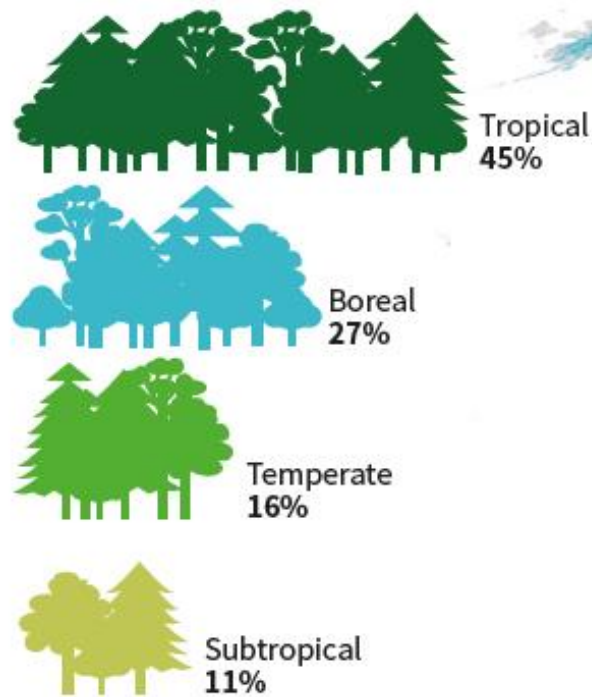 Tropical
45%
Boreal
27%
Temperate
16%
Subtropical
11%